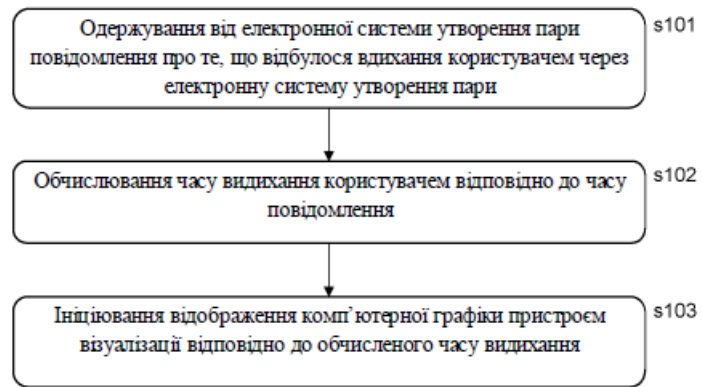 Одержування від електронної системи утворення пари
повідомлення про те, що відбулося вдихання користувачем через
електронну систему утворення пари
s101
Обчислювання часу видихання користувачем відповідно до часу
повідомлення
s102
Ініціювання відображення комп’ютерної графіки пристроєм
візуалізації відповідно до обчисленого часу видихання
s103